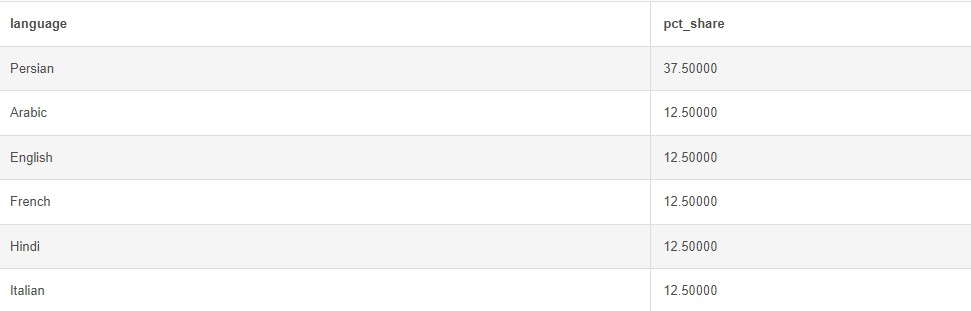 language pct_share
Persian 37.50000
Arabic 12.50000
English 12.50000
French 12.50000
Hindi 12.50000
Italian 12.50000